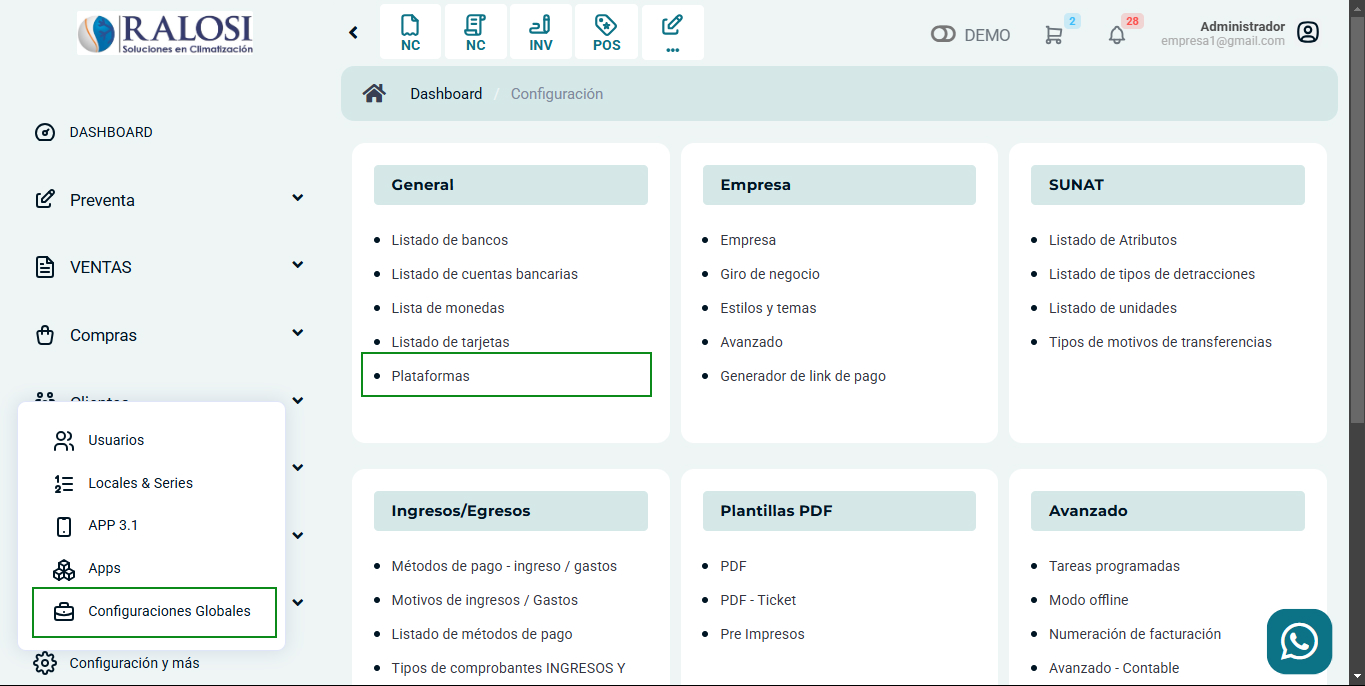 RALOSI
Soluciones en Climatización
NC
NC
INV
POS
...
DEMO
2
28
Administrador
empresa1@gmail.com
Dashboard / Configuración
DASHBOARD
Preventa
VENTAS
Compras
Clientes
Usuarios
Locales & Series
APP 3.1
Apps
Configuraciones Globales
Configuración y más
General
Listado de bancos
Listado de cuentas bancarias
Lista de monedas
Listado de tarjetas
Plataformas
Empresa
Empresa
Giro de negocio
Estilos y temas
Avanzado
Generador de link de pago
SUNAT
Listado de Atributos
Listado de tipos de detracciones
Listado de unidades
Tipos de motivos de transferencias
Ingresos/Egresos
Métodos de pago - ingreso / gastos
Motivos de ingresos / Gastos
Listado de métodos de pago
Tipos de comprobantes INGRESOS Y
Plantillas PDF
PDF
PDF - Ticket
Pre Impresos
Avanzado
Tareas programadas
Modo offline
Numeración de facturación
Avanzado - Contable